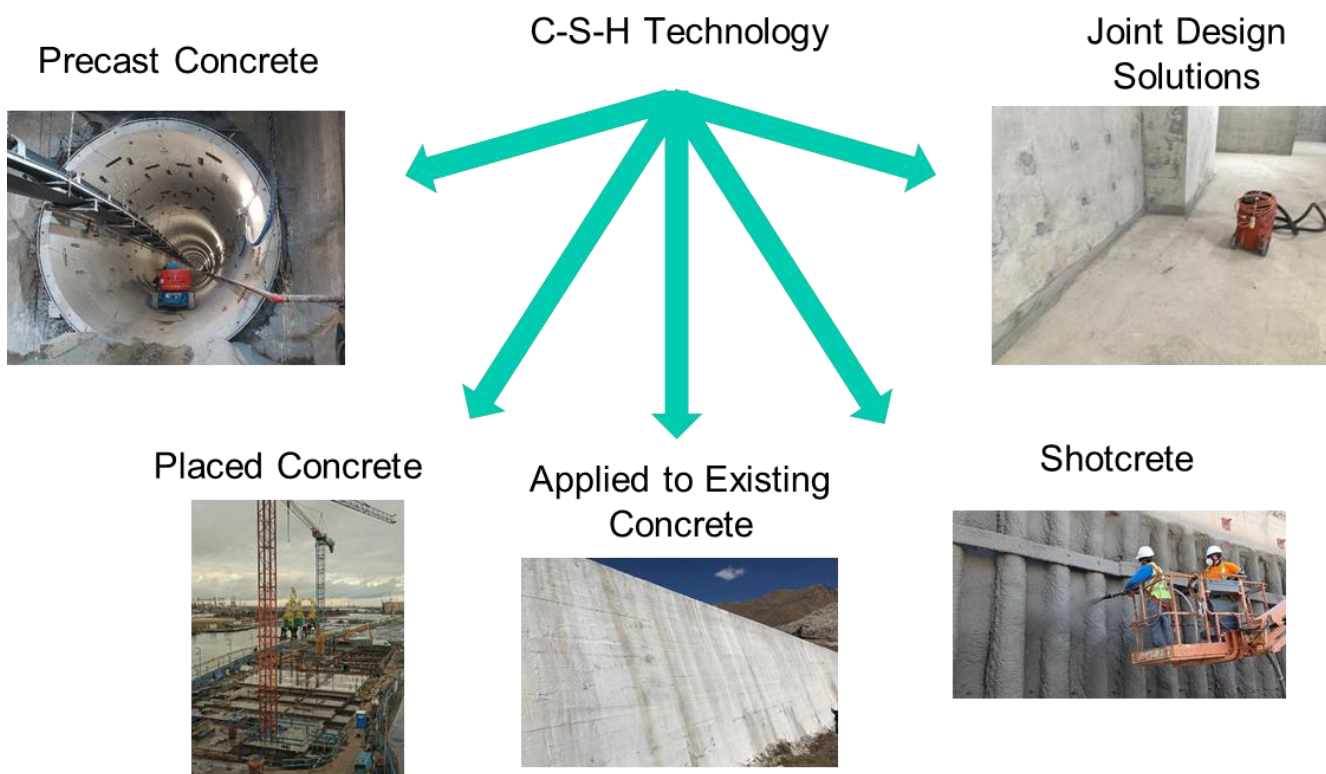 C-S-H Technology
Precast Concrete
Joint Design
Solutions
Placed Concrete
Applied to Existing
Concrete
Shotcrete